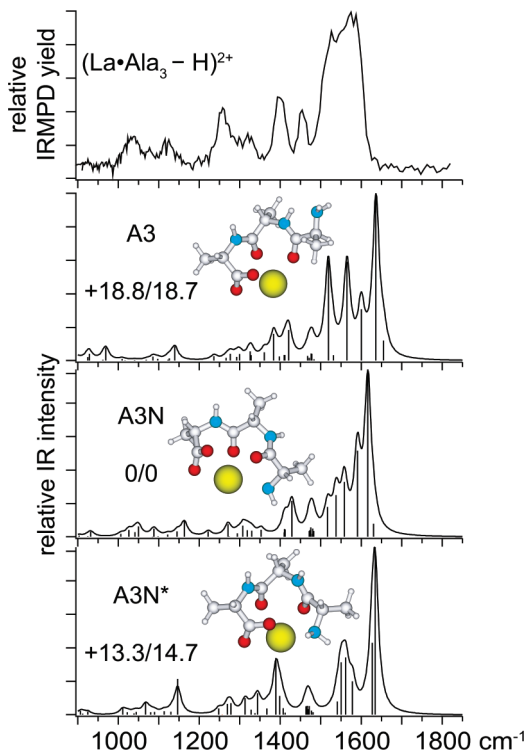 relative
IRMPD yield
(La•Ala₃ − H)²⁺
A3
+18.8/18.7
relative IR intensity
A3N
0/0
A3N*
+13.3/14.7
1000 1200 1400 1600 1800 cm⁻¹